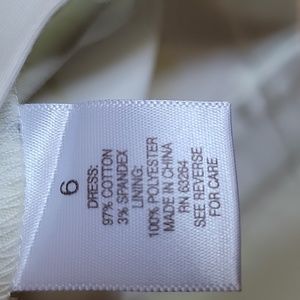 6
DRESS:
97% COTTON
3% SPANDEX
LINING:
100% POLYESTER
MADE IN CHINA
RN 63264
SEE REVERSE
FOR CARE